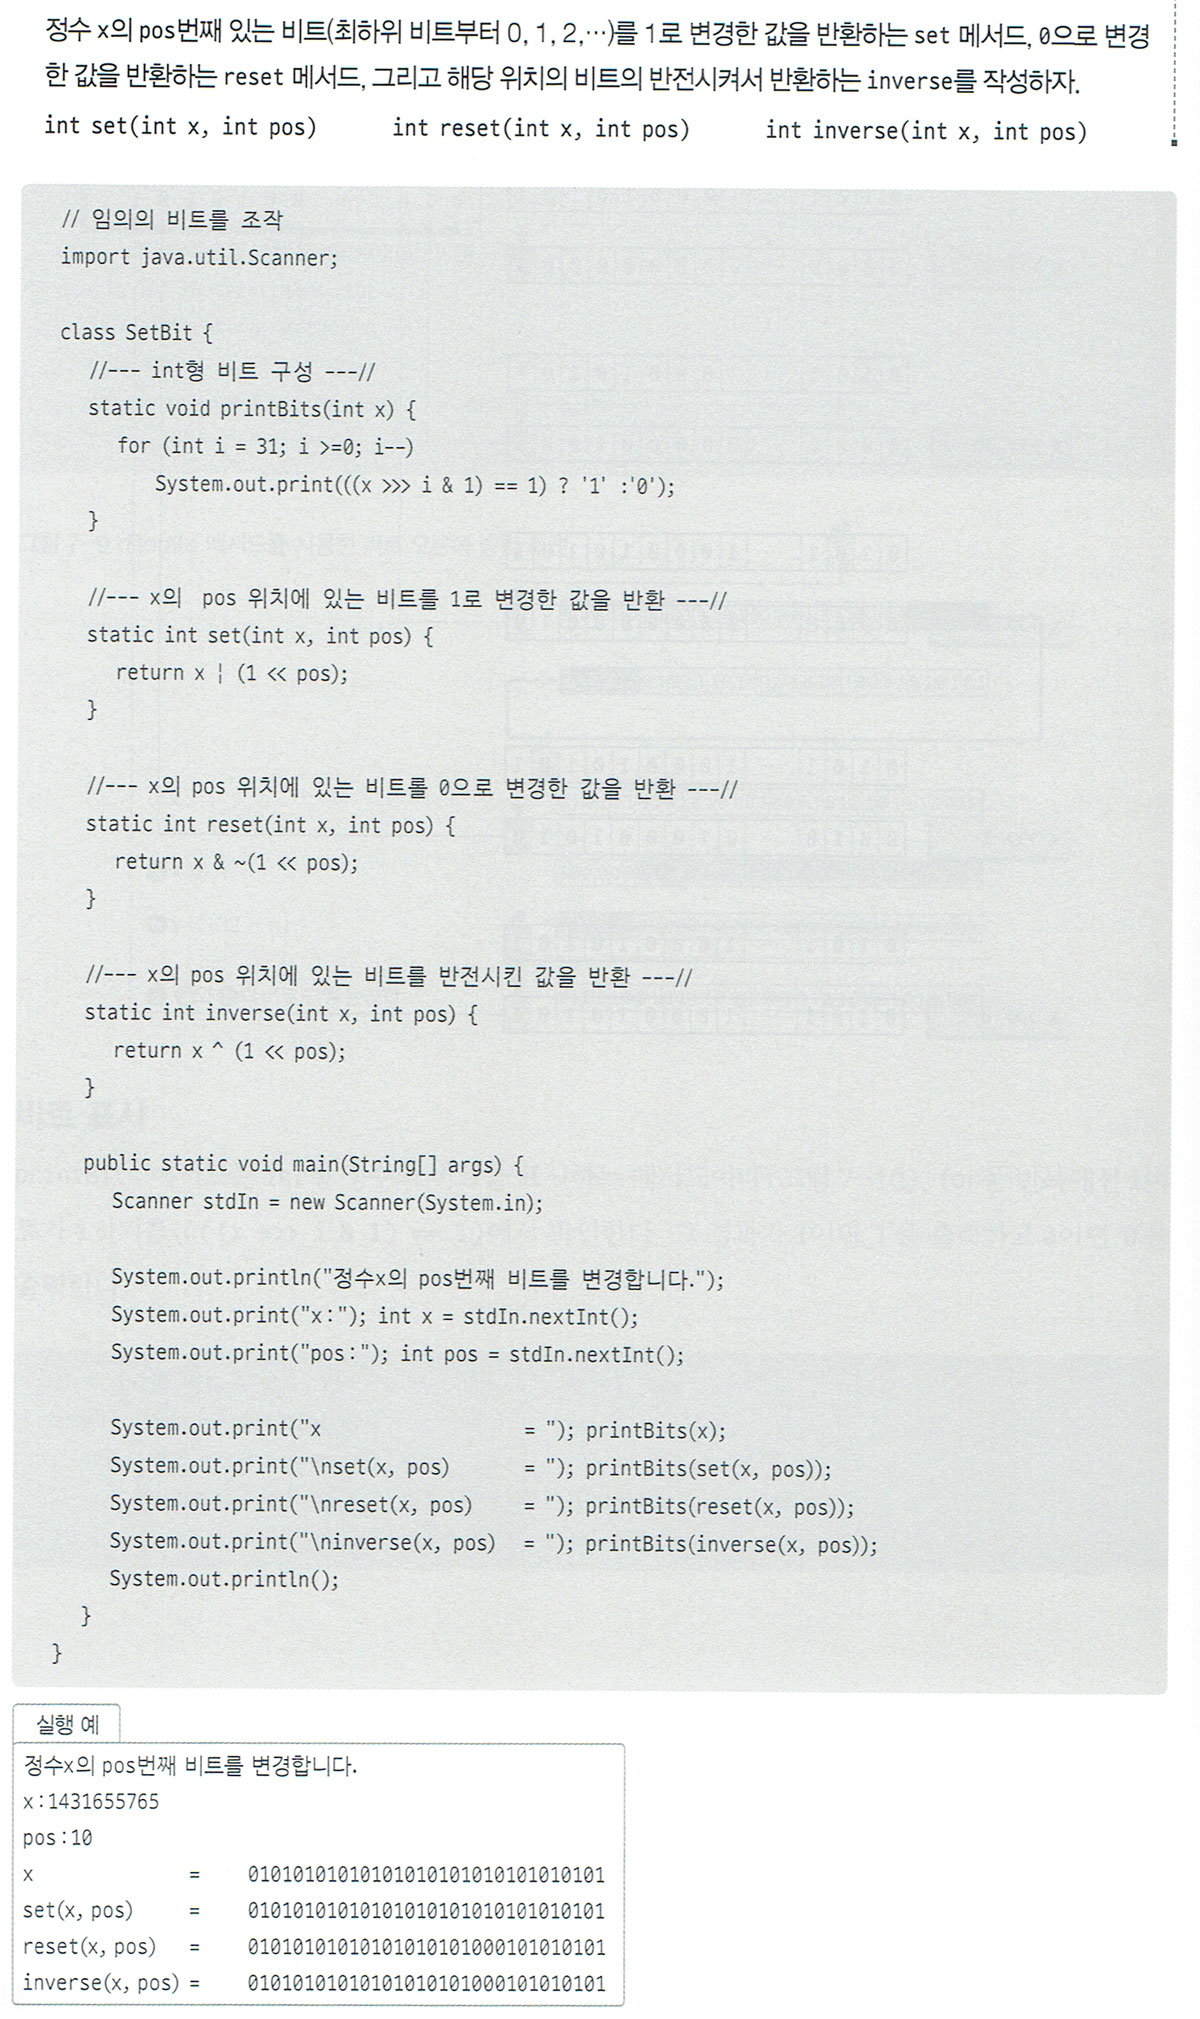 정수 x의 pos번째 있는 비트(최하위 비트부터 0, 1, 2,…)를 1로 변경한 값을 반환하는 set 메서드, 0으로 변경
한 값을 반환하는 reset 메서드, 그리고 해당 위치의 비트의 반전시켜서 반환하는 inverse를 작성하자.
int set(int x, int pos) int reset(int x, int pos) int inverse(int x, int pos)
// 임의의 비트를 조작
import java.util.Scanner;
class SetBit {
//--- int형 비트 구성 ---//
static void printBits(int x) {
for (int i = 31; i >=0; i--)
System.out.print(((x >>> i & 1) == 1) ? '1' :'0');
}
//--- x의 pos 위치에 있는 비트를 1로 변경한 값을 반환 ---//
static int set(int x, int pos) {
return x ¦ (1 << pos);
}
//--- x의 pos 위치에 있는 비트롤 0으로 변경한 값을 반환 ---//
static int reset(int x, int pos) {
return x & ~(1 << pos);
}
//--- x의 pos 위치에 있는 비트를 반전시킨 값을 반환 ---//
static int inverse(int x, int pos) {
return x ^ (1 << pos);
}
public static void main(String[] args) {
Scanner stdIn = new Scanner(System.in);
System.out.println("정수x의 pos번째 비트를 변경합니다.");
System.out.print("x:"); int x = stdIn.nextInt();
System.out.print("pos:"); int pos = stdIn.nextInt();
System.out.print("x = "); printBits(x);
System.out.print("\nset(x, pos) = "); printBits(set(x, pos));
System.out.print("\nreset(x, pos) = "); printBits(reset(x, pos));
System.out.print("\ninverse(x, pos) = "); printBits(inverse(x, pos));
System.out.println();
}
}
실행 예
정수x의 pos번째 비트를 변경합니다.
x:1431655765
pos:10
x = 01010101010101010101010101010101
set(x, pos) = 01010101010101010101010101010101
reset(x, pos) = 01010101010101010101000101010101
inverse(x, pos) = 01010101010101010101000101010101